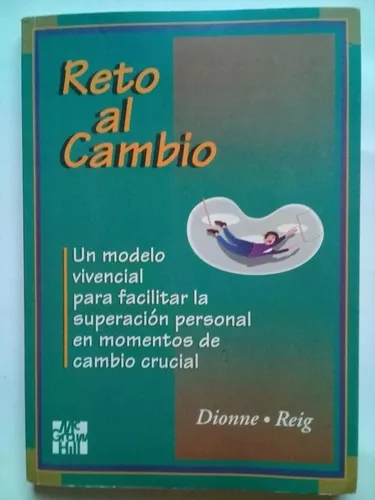 Reto
al
Cambio
Un modelo
vivencial
para facilitar la
superación personal
en momentos de
cambio crucial
Dionne • Reig
Mc
Graw
Hill